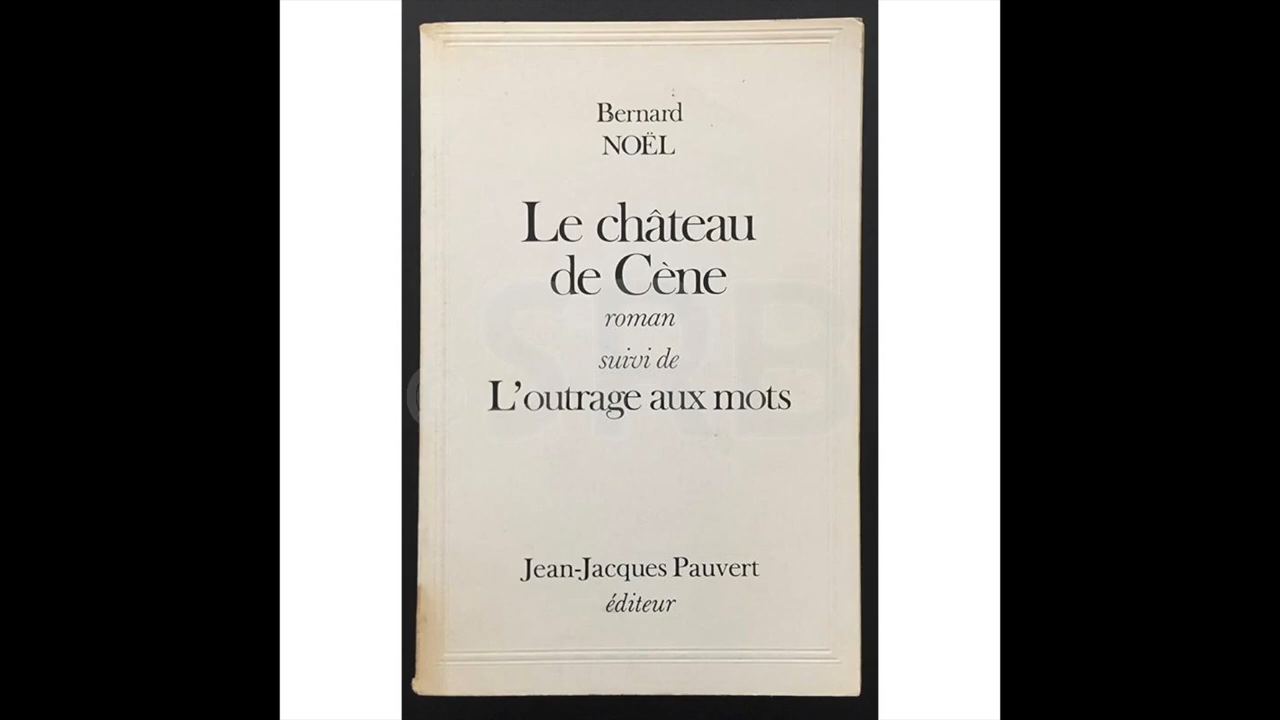 Bernard
NOËL
Le château
de Cène
roman
suivi de
L'outrage aux mots
Jean-Jacques Pauvert
éditeur